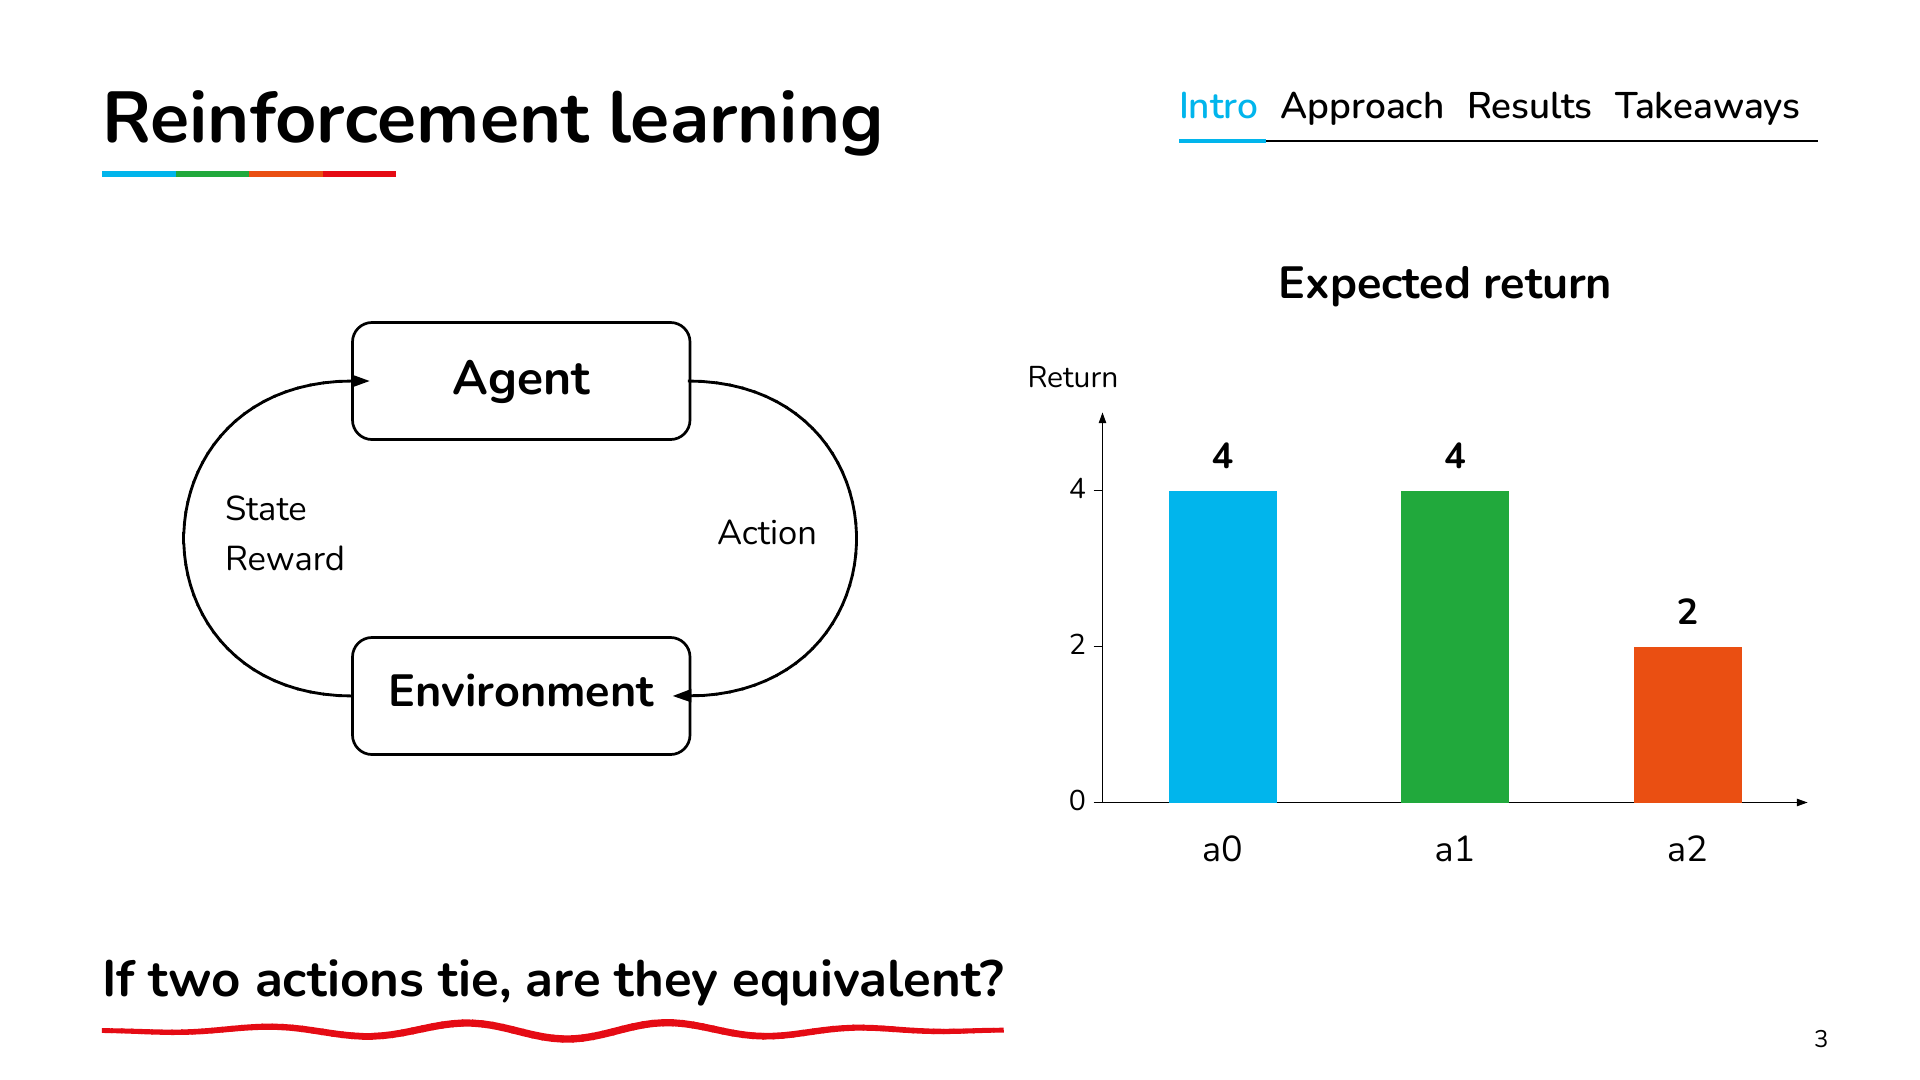 Reinforcement learning
Intro Approach Results Takeaways
Agent
State
Reward
Action
Environment
Expected return
Return
4 4
4
2
2
0
a0 a1 a2
If two actions tie, are they equivalent?
3